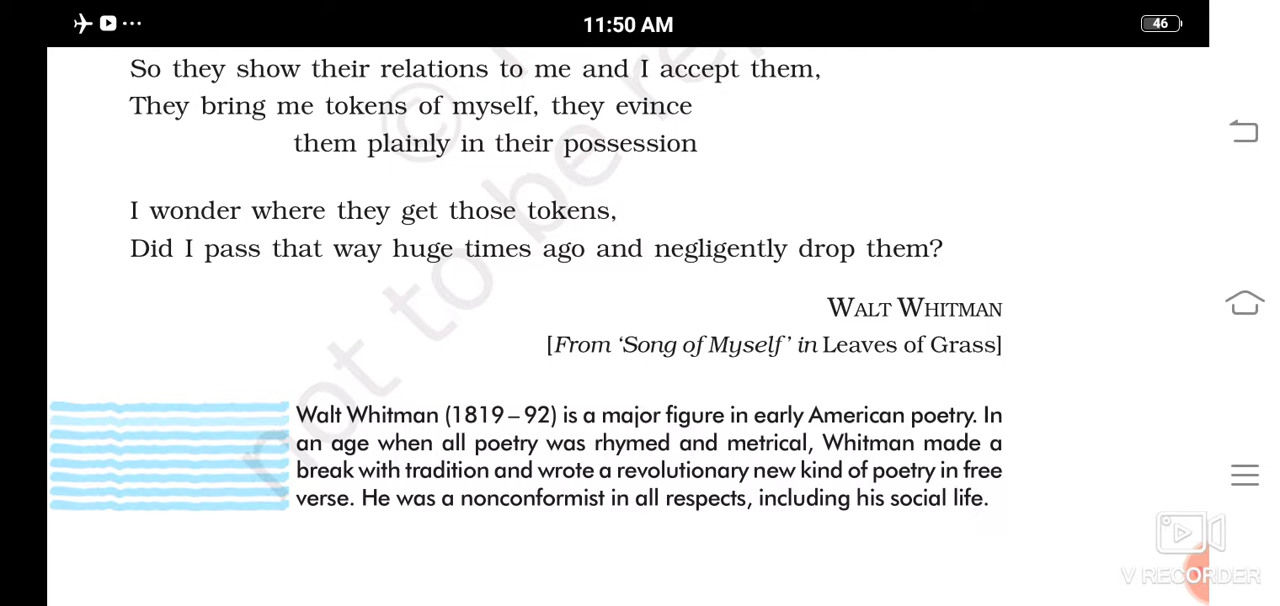 11:50 AM
46
So they show their relations to me and I accept them,
They bring me tokens of myself, they evince
them plainly in their possession
I wonder where they get those tokens,
Did I pass that way huge times ago and negligently drop them?
WALT WHITMAN
[From ‘Song of Myself’ in Leaves of Grass]
Walt Whitman (1819 – 92) is a major figure in early American poetry. In
an age when all poetry was rhymed and metrical, Whitman made a
break with tradition and wrote a revolutionary new kind of poetry in free
verse. He was a nonconformist in all respects, including his social life.
not to be re
V RECORDER